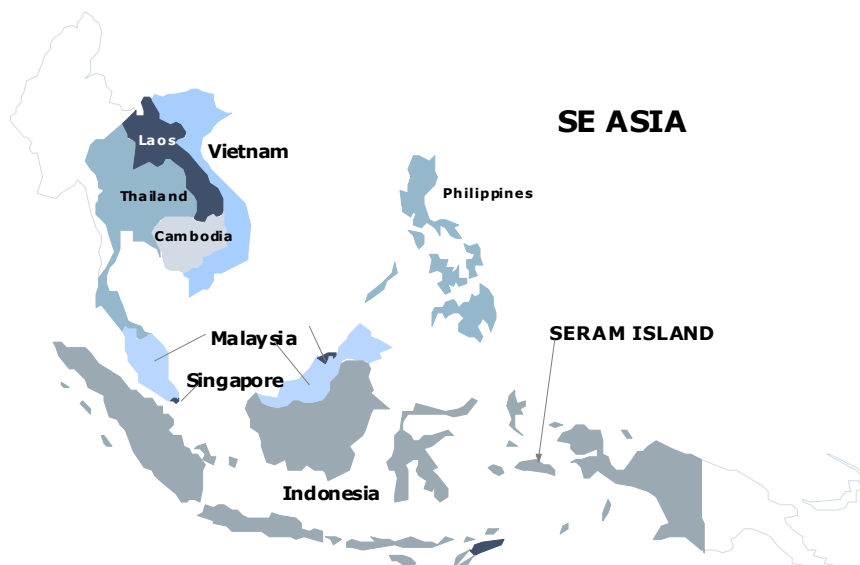 SE ASIA
Laos
Vietnam
Thailand
Philippines
Cambodia
SERAM ISLAND
Malaysia
Singapore
Indonesia